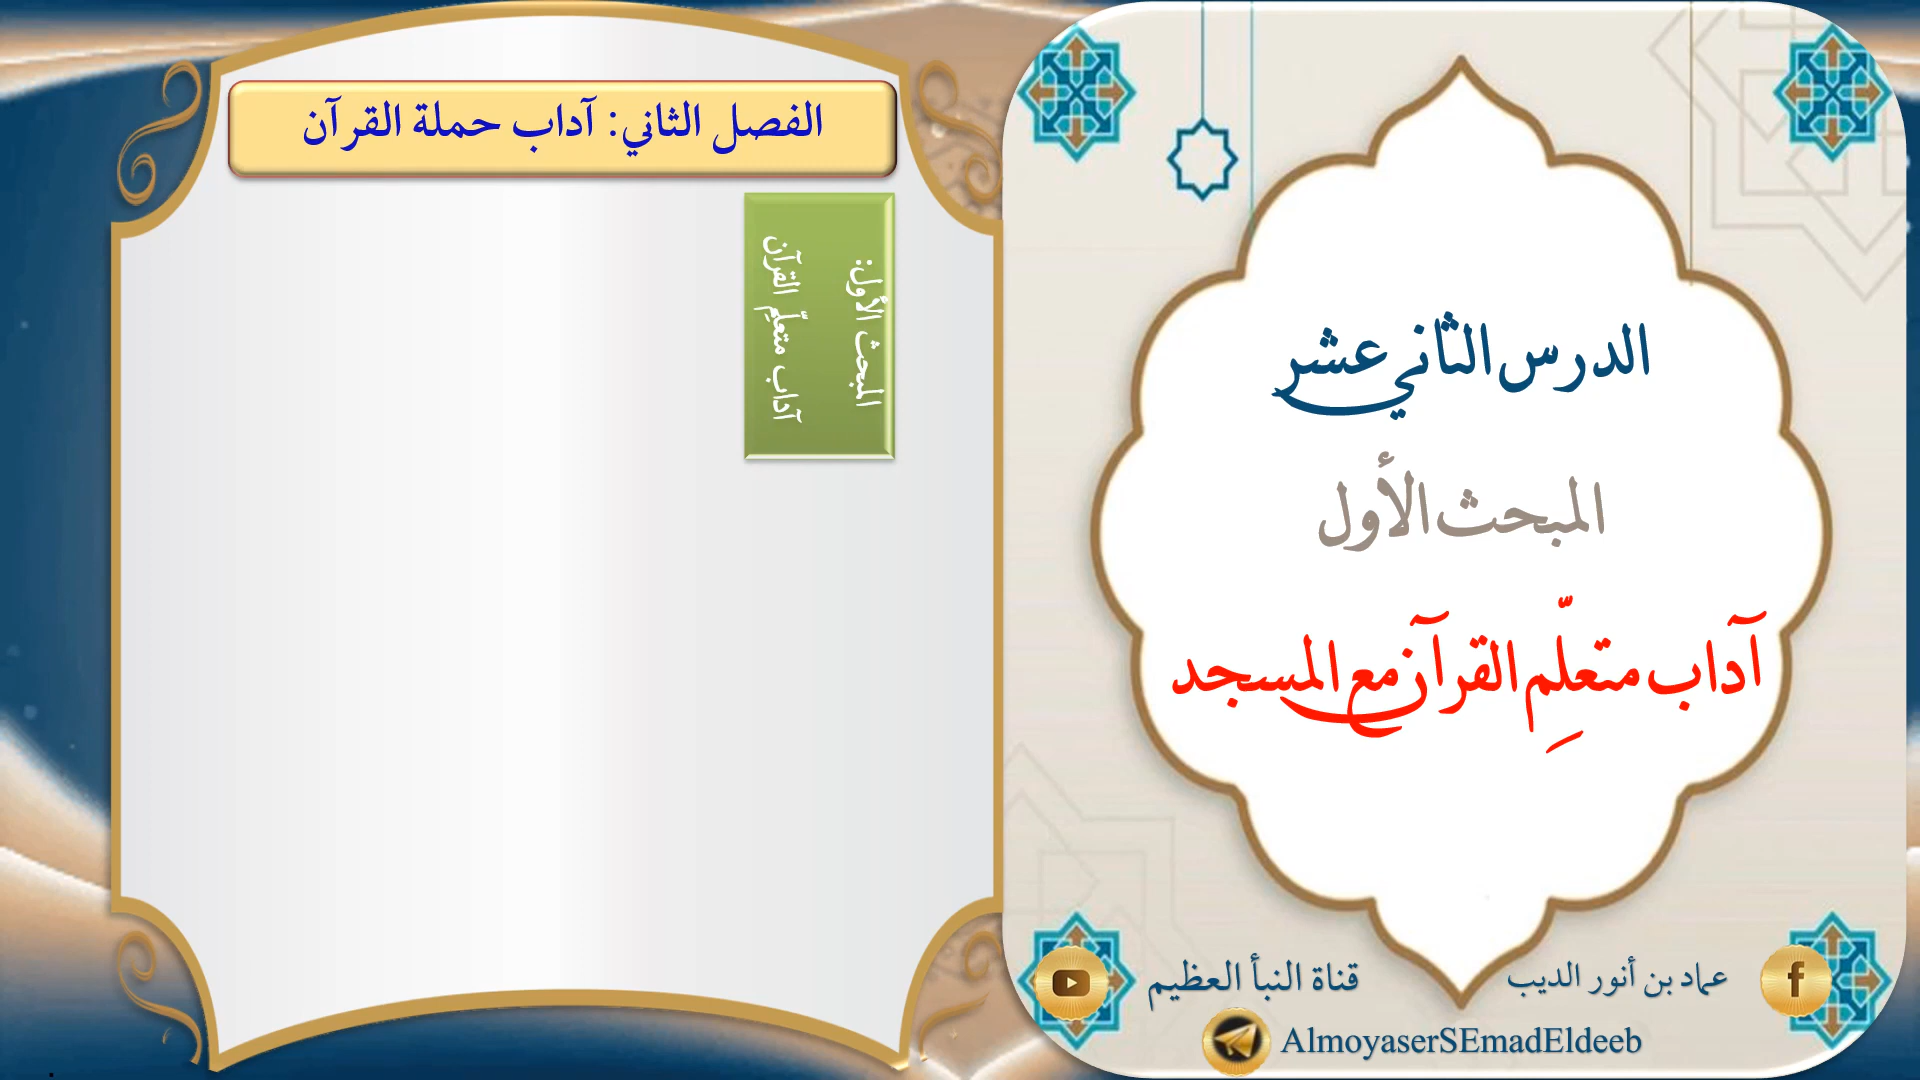 الدرس الثاني عشر
المبحث الأول
آداب متعلِّم القرآن مع المسجد
عماد بن أنور الديب
قناة النبأ العظيم
AlmoyaserSEmadEldeeb
الفصل الثاني: آداب حملة القرآن
المبحث الأول:
آداب متعلِّم القرآن